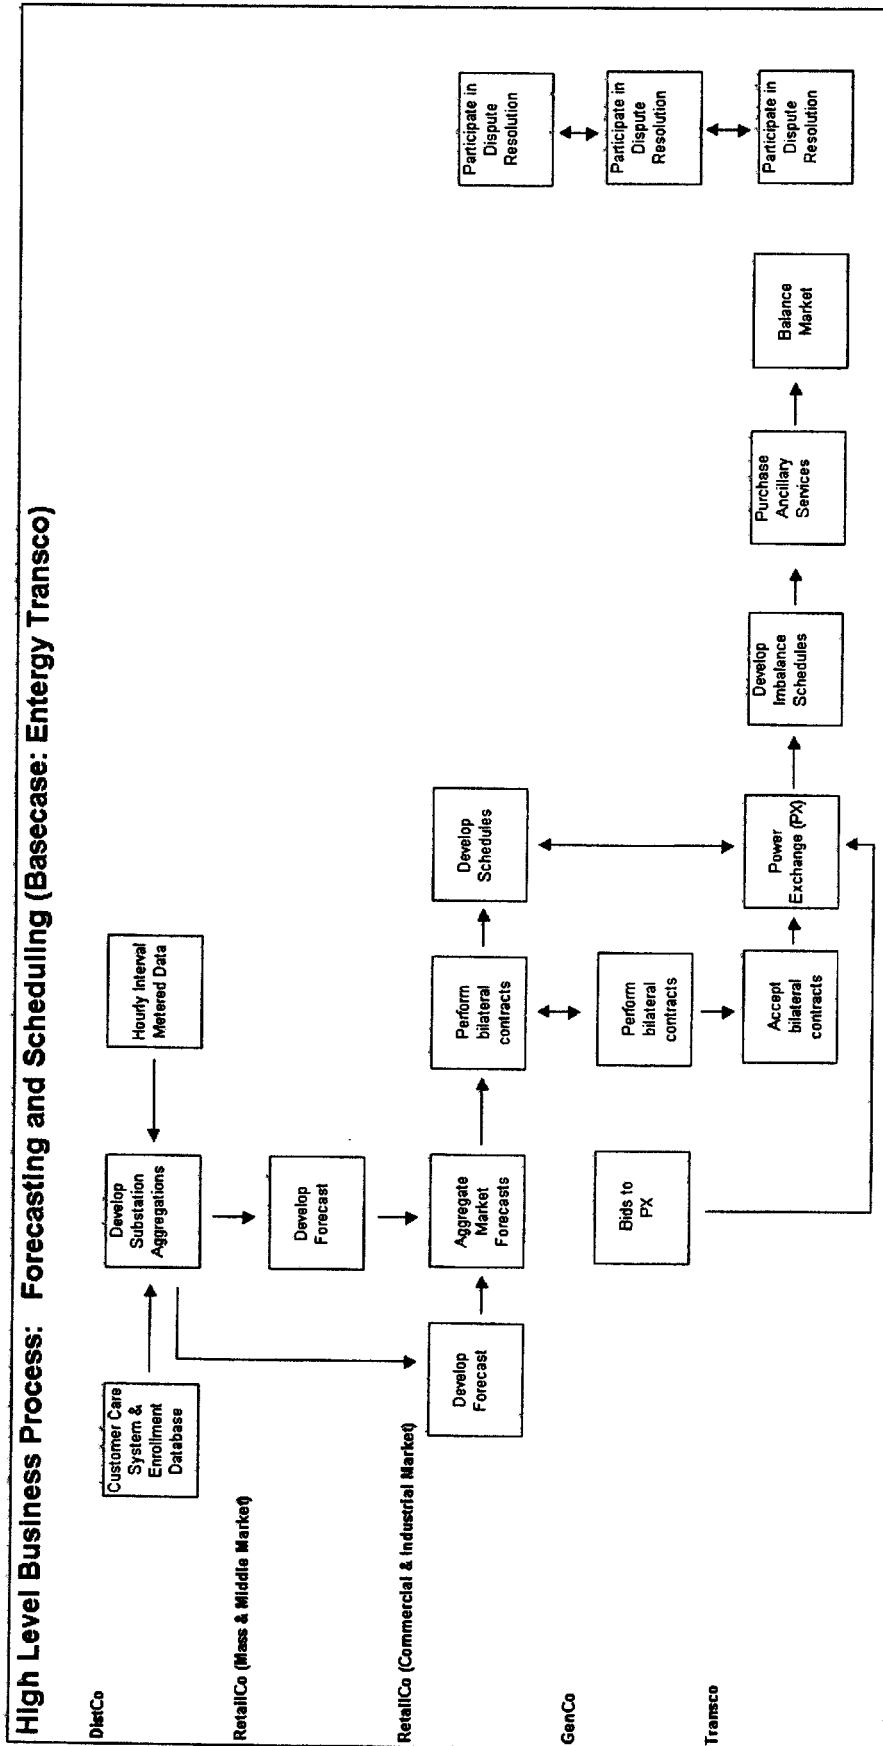 High Level Business Process: Forecasting and Scheduling (Basecase: Entergy Transco)
DistCo
Customer Care
System &
Enrollment
Database
Develop
Substation
Aggregations
Hourly Interval
Metered Data
RetailCo (Mass & Middle Market)
Develop
Forecast
RetailCo (Commercial & Industrial Market)
Develop
Forecast
Aggregate
Market
Forecasts
Perform
bilateral
contracts
Develop
Schedules
Participate in
Dispute
Resolution
GenCo
Bids to
PX
Perform
bilateral
contracts
Participate in
Dispute
Resolution
Transco
Accept
bilateral
contracts
Power
Exchange (PX)
Develop
Imbalance
Schedules
Purchase
Ancillary
Services
Balance
Market
Participate in
Dispute
Resolution